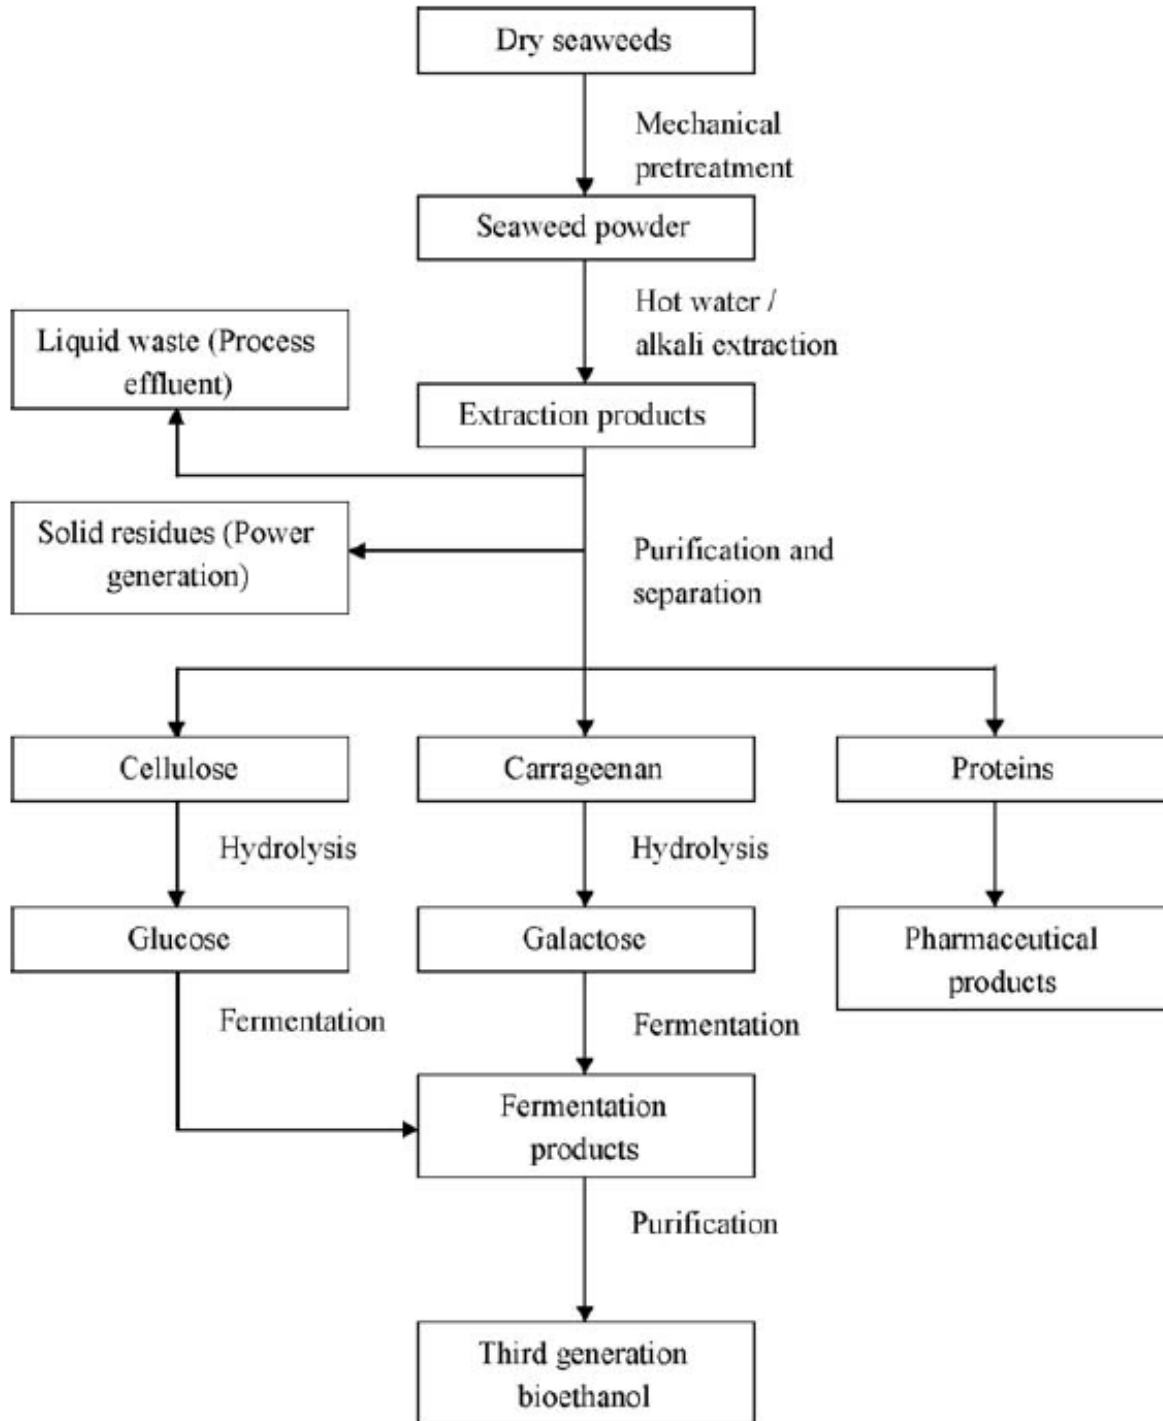 Dry seaweeds
Mechanical
pretreatment
Seaweed powder
Hot water /
alkali extraction
Liquid waste (Process
effluent)
Extraction products
Solid residues (Power
generation)
Purification and
separation
Cellulose
Carrageenan
Proteins
Hydrolysis
Hydrolysis
Glucose
Galactose
Pharmaceutical
products
Fermentation
Fermentation
Fermentation
products
Purification
Third generation
bioethanol